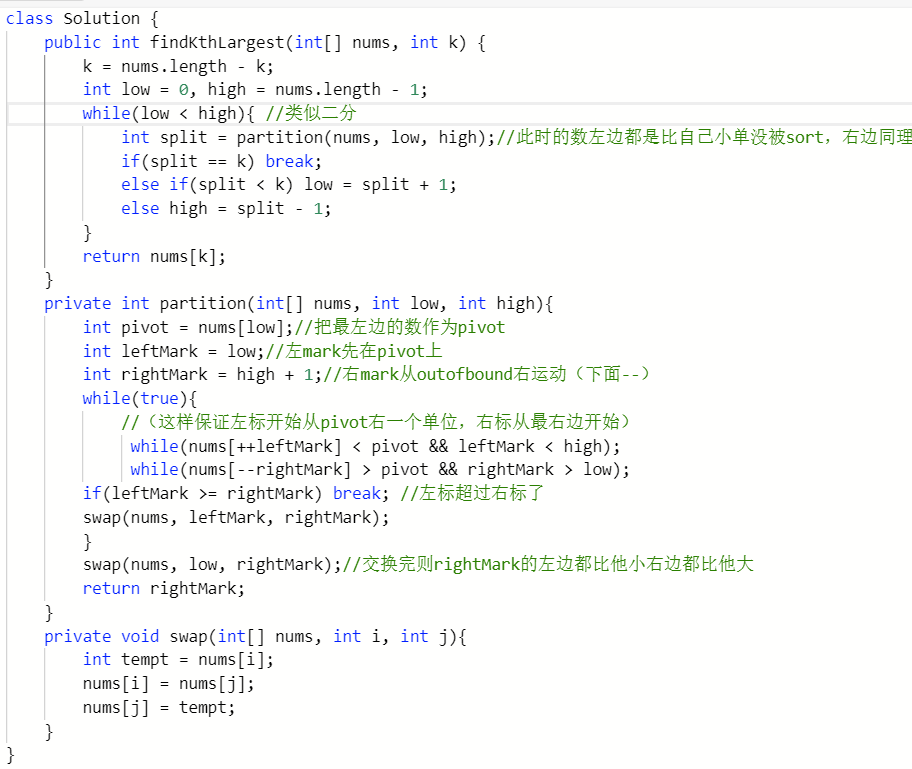 class Solution {
    public int findKthLargest(int[] nums, int k) {
        k = nums.length - k;
        int low = 0, high = nums.length - 1;
        while(low < high){ //类似二分
            int split = partition(nums, low, high);//此时的数左边都是比自己小单没被sort，右边同理
            if(split == k) break;
            else if(split < k) low = split + 1;
            else high = split - 1;
        }
        return nums[k];
    }
    private int partition(int[] nums, int low, int high){
        int pivot = nums[low];//把最左边的数作为pivot
        int leftMark = low;//左mark先在pivot上
        int rightMark = high + 1;//右mark从outofbound右运动（下面--）
        while(true){
            //（这样保证左标开始从pivot右一个单位，右标从最右边开始）
             while(nums[++leftMark] < pivot && leftMark < high);
             while(nums[--rightMark] > pivot && rightMark > low);
        if(leftMark >= rightMark) break; //左标超过右标了
        swap(nums, leftMark, rightMark);
        }
        swap(nums, low, rightMark);//交换完则rightMark的左边都比他小右边都比他大
        return rightMark;
    }
    private void swap(int[] nums, int i, int j){
        int tempt = nums[i];
        nums[i] = nums[j];
        nums[j] = tempt;
    }
}